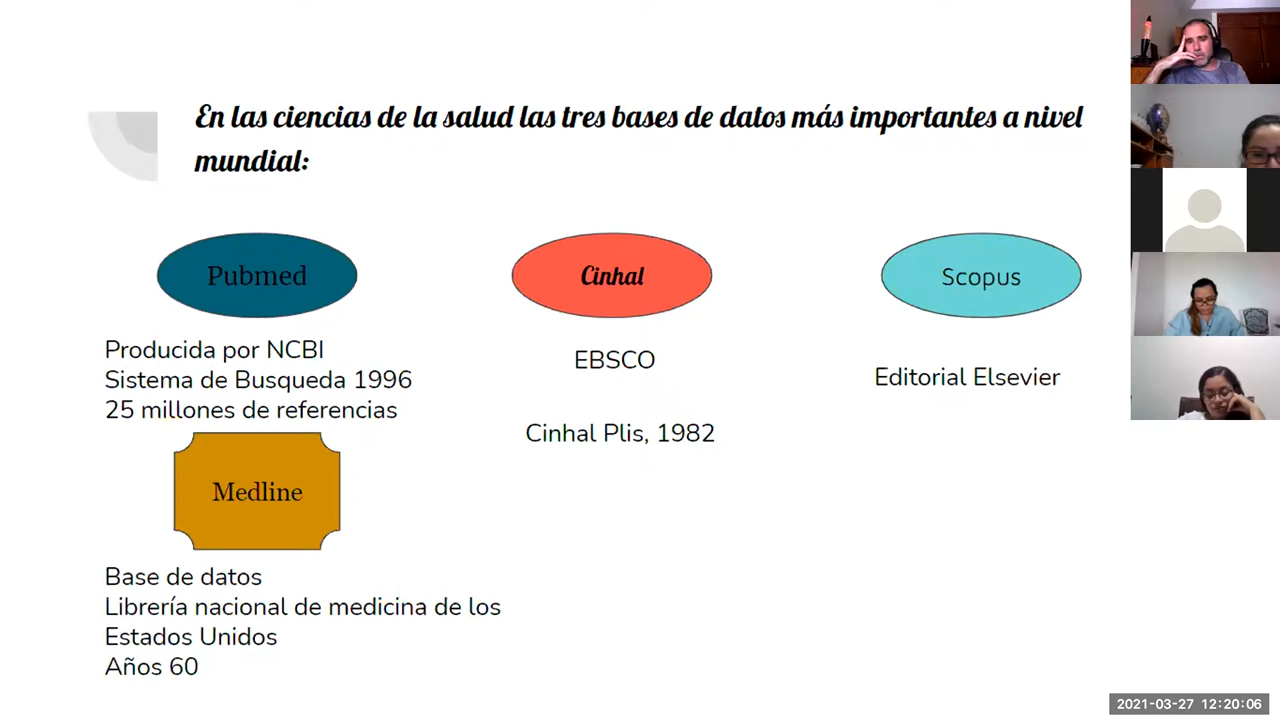 En las ciencias de la salud las tres bases de datos más importantes a nivel
mundial:
Pubmed
Producida por NCBI
Sistema de Busqueda 1996
25 millones de referencias
Medline
Base de datos
Librería nacional de medicina de los
Estados Unidos
Años 60
Cinhal
EBSCO
Cinhal Plis, 1982
Scopus
Editorial Elsevier
2021-03-27 12:20:06